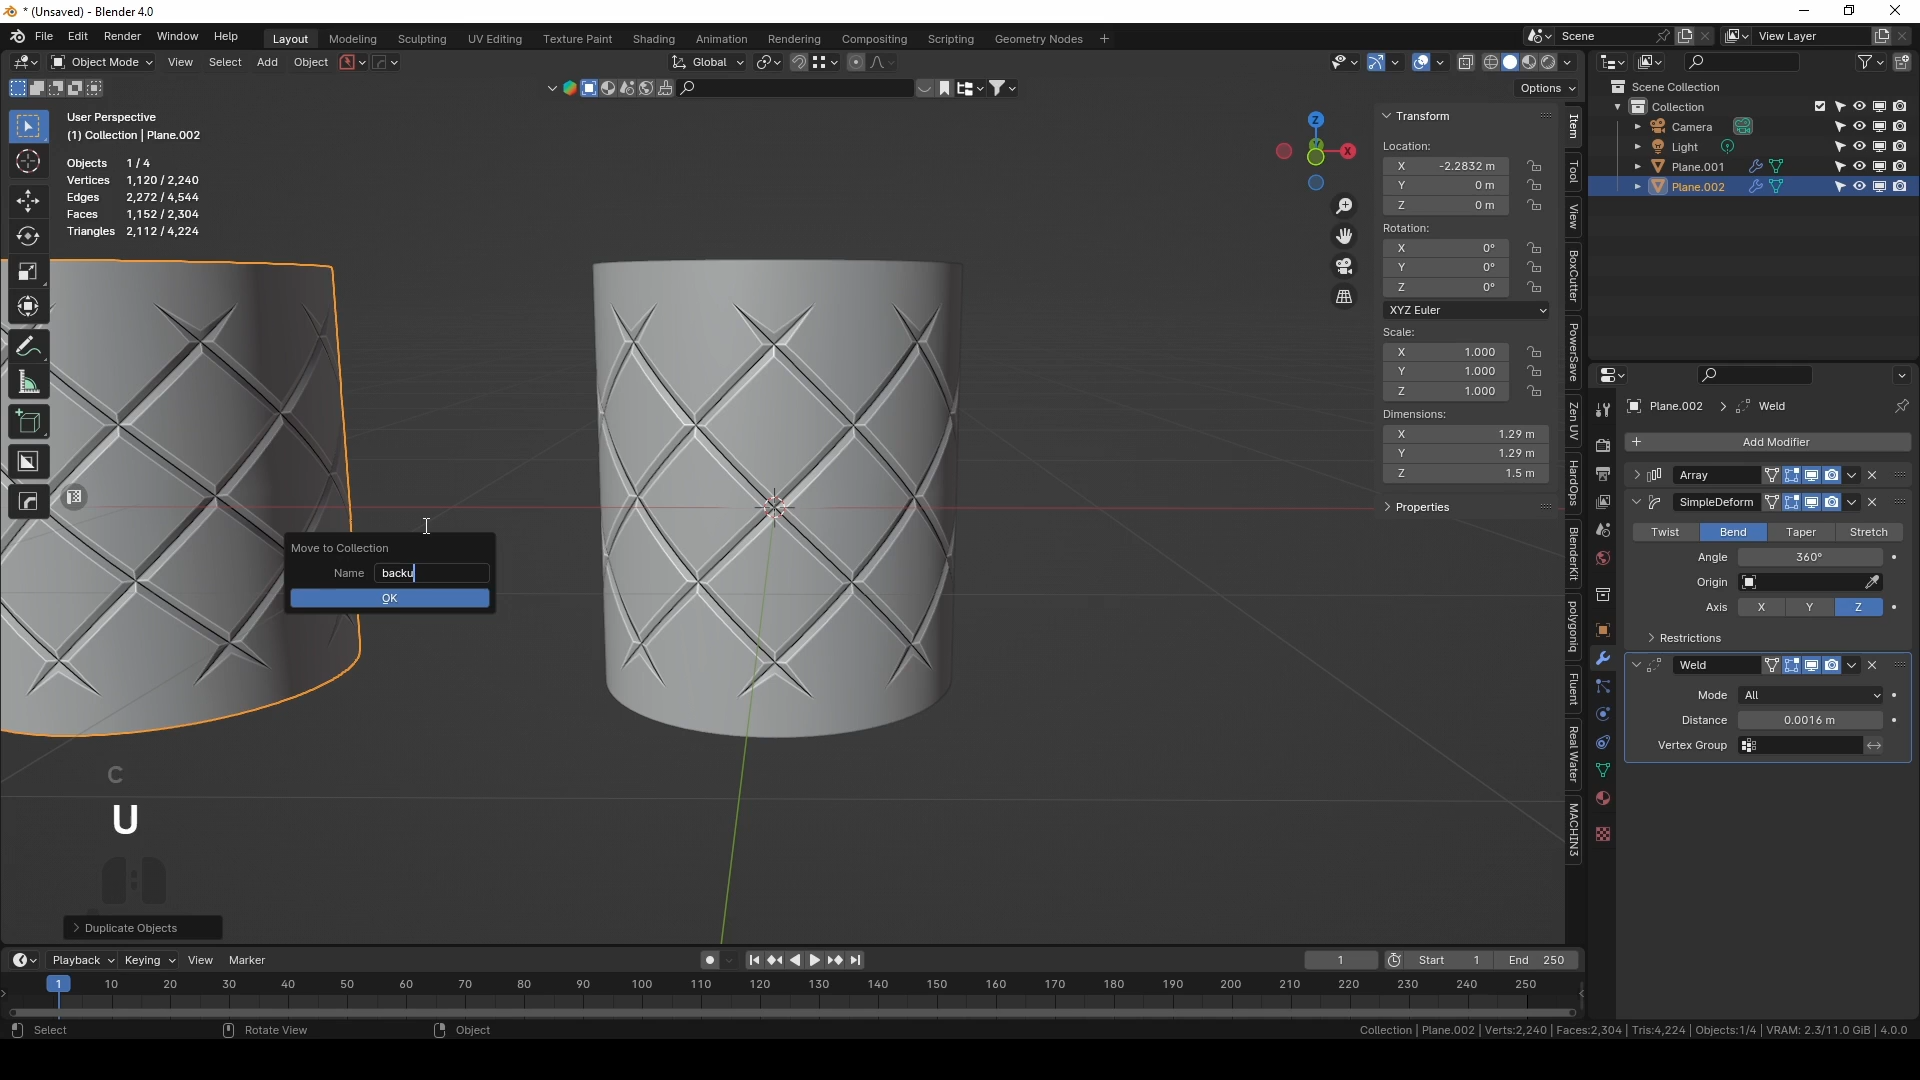 * (Unsaved) - Blender 4.0
File Edit Render Window Help
Layout Modeling Sculpting UV Editing Texture Paint Shading Animation Rendering Compositing Scripting Geometry Nodes +
Scene
View Layer
Object Mode View Select Add Object
Global
Options
User Perspective
(1) Collection | Plane.002
Objects 1 / 4
Vertices 1,120 / 2,240
Edges 2,272 / 4,544
Faces 1,152 / 2,304
Triangles 2,112 / 4,224
Z
X
Transform
Location:
X -2.2832 m
Y 0 m
Z 0 m
Rotation:
X 0°
Y 0°
Z 0°
XYZ Euler
Scale:
X 1.000
Y 1.000
Z 1.000
Dimensions:
X 1.29 m
Y 1.29 m
Z 1.5 m
Properties
Item
Tool
View
BoxCutter
PowerSave
Zen UV
HardOps
BlenderKit
polygoniq
Fluent
Real Water
MACHIN3
Scene Collection
Collection
Camera
Light
Plane.001
Plane.002
Plane.002 > Weld
+ Add Modifier
Array
SimpleDeform
Twist Bend Taper Stretch
Angle 360°
Origin
Axis X Y Z
Restrictions
Weld
Mode All
Distance 0.0016 m
Vertex Group
Move to Collection
Name backu
OK
C
U
Duplicate Objects
Playback Keying View Marker
1
Start 1
End 250
1 10 20 30 40 50 60 70 80 90 100 110 120 130 140 150 160 170 180 190 200 210 220 230 240 250
Select
Rotate View
Object
Collection | Plane.002 | Verts:2,240 | Faces:2,304 | Tris:4,224 | Objects:1/4 | VRAM: 2.3/11.0 GiB | 4.0.0